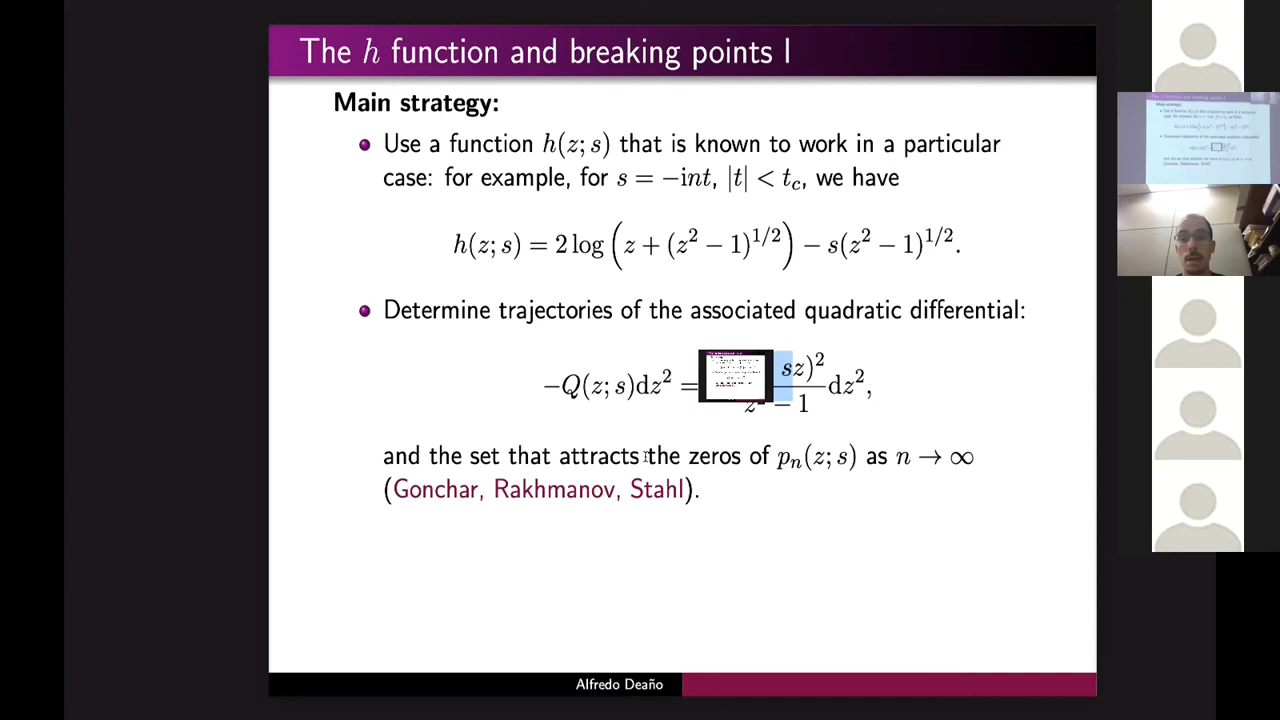 The h function and breaking points I
Main strategy:
Use a function h(z; s) that is known to work in a particular
case: for example, for s = −int, |t| < t_c, we have
h(z; s) = 2 log (z + (z² − 1)^{1/2}) − s(z² − 1)^{1/2}.
Determine trajectories of the associated quadratic differential:
−Q(z; s)dz² = sz)² / z² − 1 dz²,
and the set that attracts the zeros of p_n(z; s) as n → ∞
(Gonchar, Rakhmanov, Stahl).
Alfredo Deaño